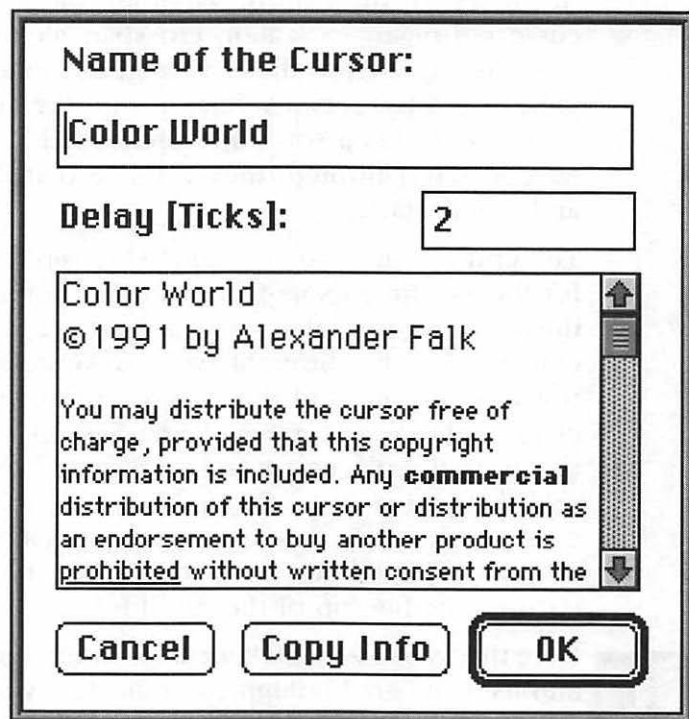 Name of the Cursor:
Color World
Delay [Ticks]:
2
Color World
©1991 by Alexander Falk
You may distribute the cursor free of
charge, provided that this copyright
information is included. Any commercial
distribution of this cursor or distribution as
an endorsement to buy another product is
prohibited without written consent from the
Cancel
Copy Info
OK